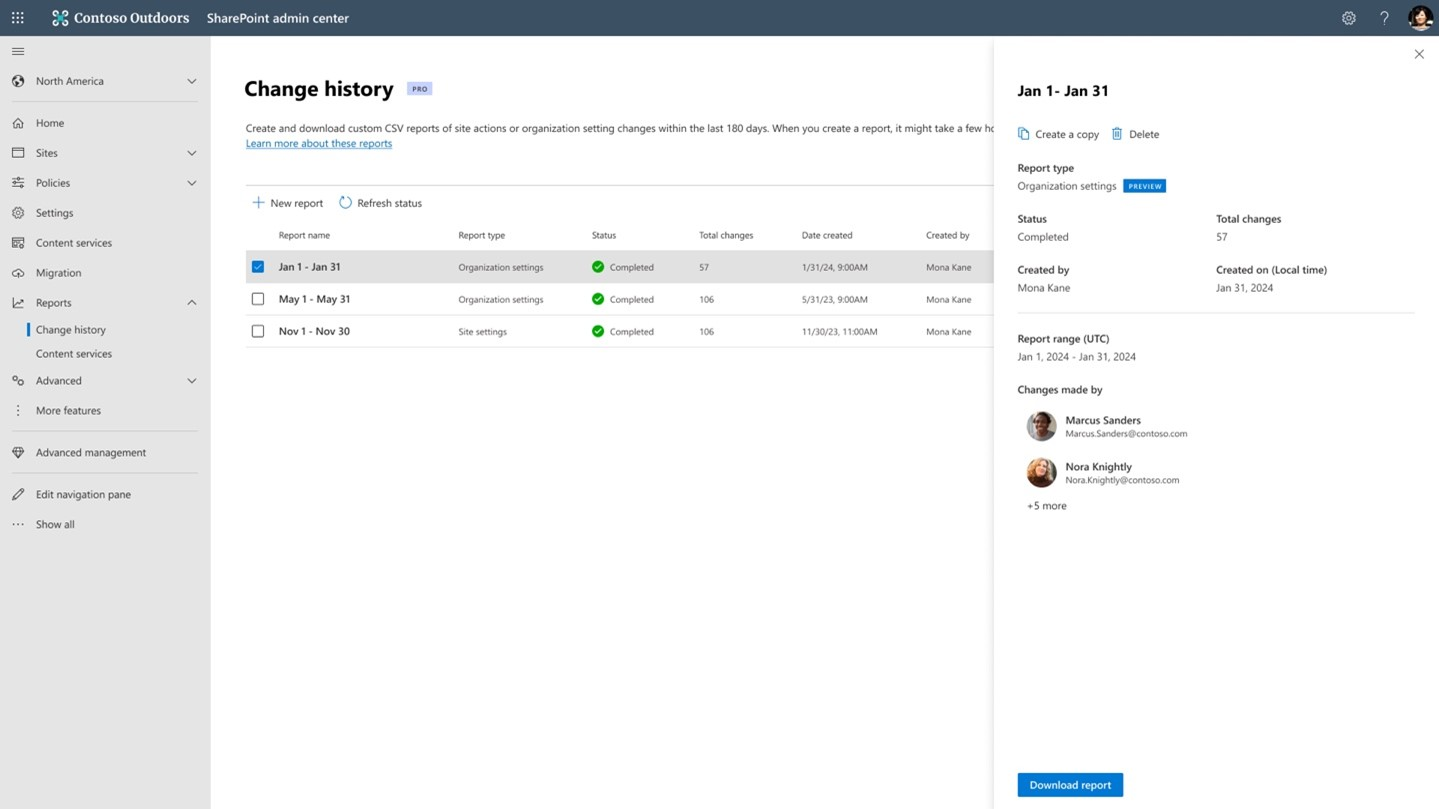 Contoso Outdoors SharePoint admin center
North America
Home
Sites
Policies
Settings
Content services
Migration
Reports
Change history
Content services
Advanced
More features
Advanced management
Edit navigation pane
Show all
Change history PRO
Create and download custom CSV reports of site actions or organization setting changes within the last 180 days. When you create a report, it might take a few
Learn more about these reports
New report Refresh status
Report name Report type Status Total changes Date created Created by
Jan 1 - Jan 31 Organization settings Completed 57 1/31/24, 9:00AM Mona Kane
May 1 - May 31 Organization settings Completed 106 5/31/23, 9:00AM Mona Kane
Nov 1 - Nov 30 Site settings Completed 106 11/30/23, 11:00AM Mona Kane
Jan 1- Jan 31
Create a copy Delete
Report type
Organization settings PREVIEW
Status Total changes
Completed 57
Created by Created on (Local time)
Mona Kane Jan 31, 2024
Report range (UTC)
Jan 1, 2024 - Jan 31, 2024
Changes made by
Marcus Sanders
Marcus.Sanders@contoso.com
Nora Knightly
Nora.Knightly@contoso.com
+5 more
Download report